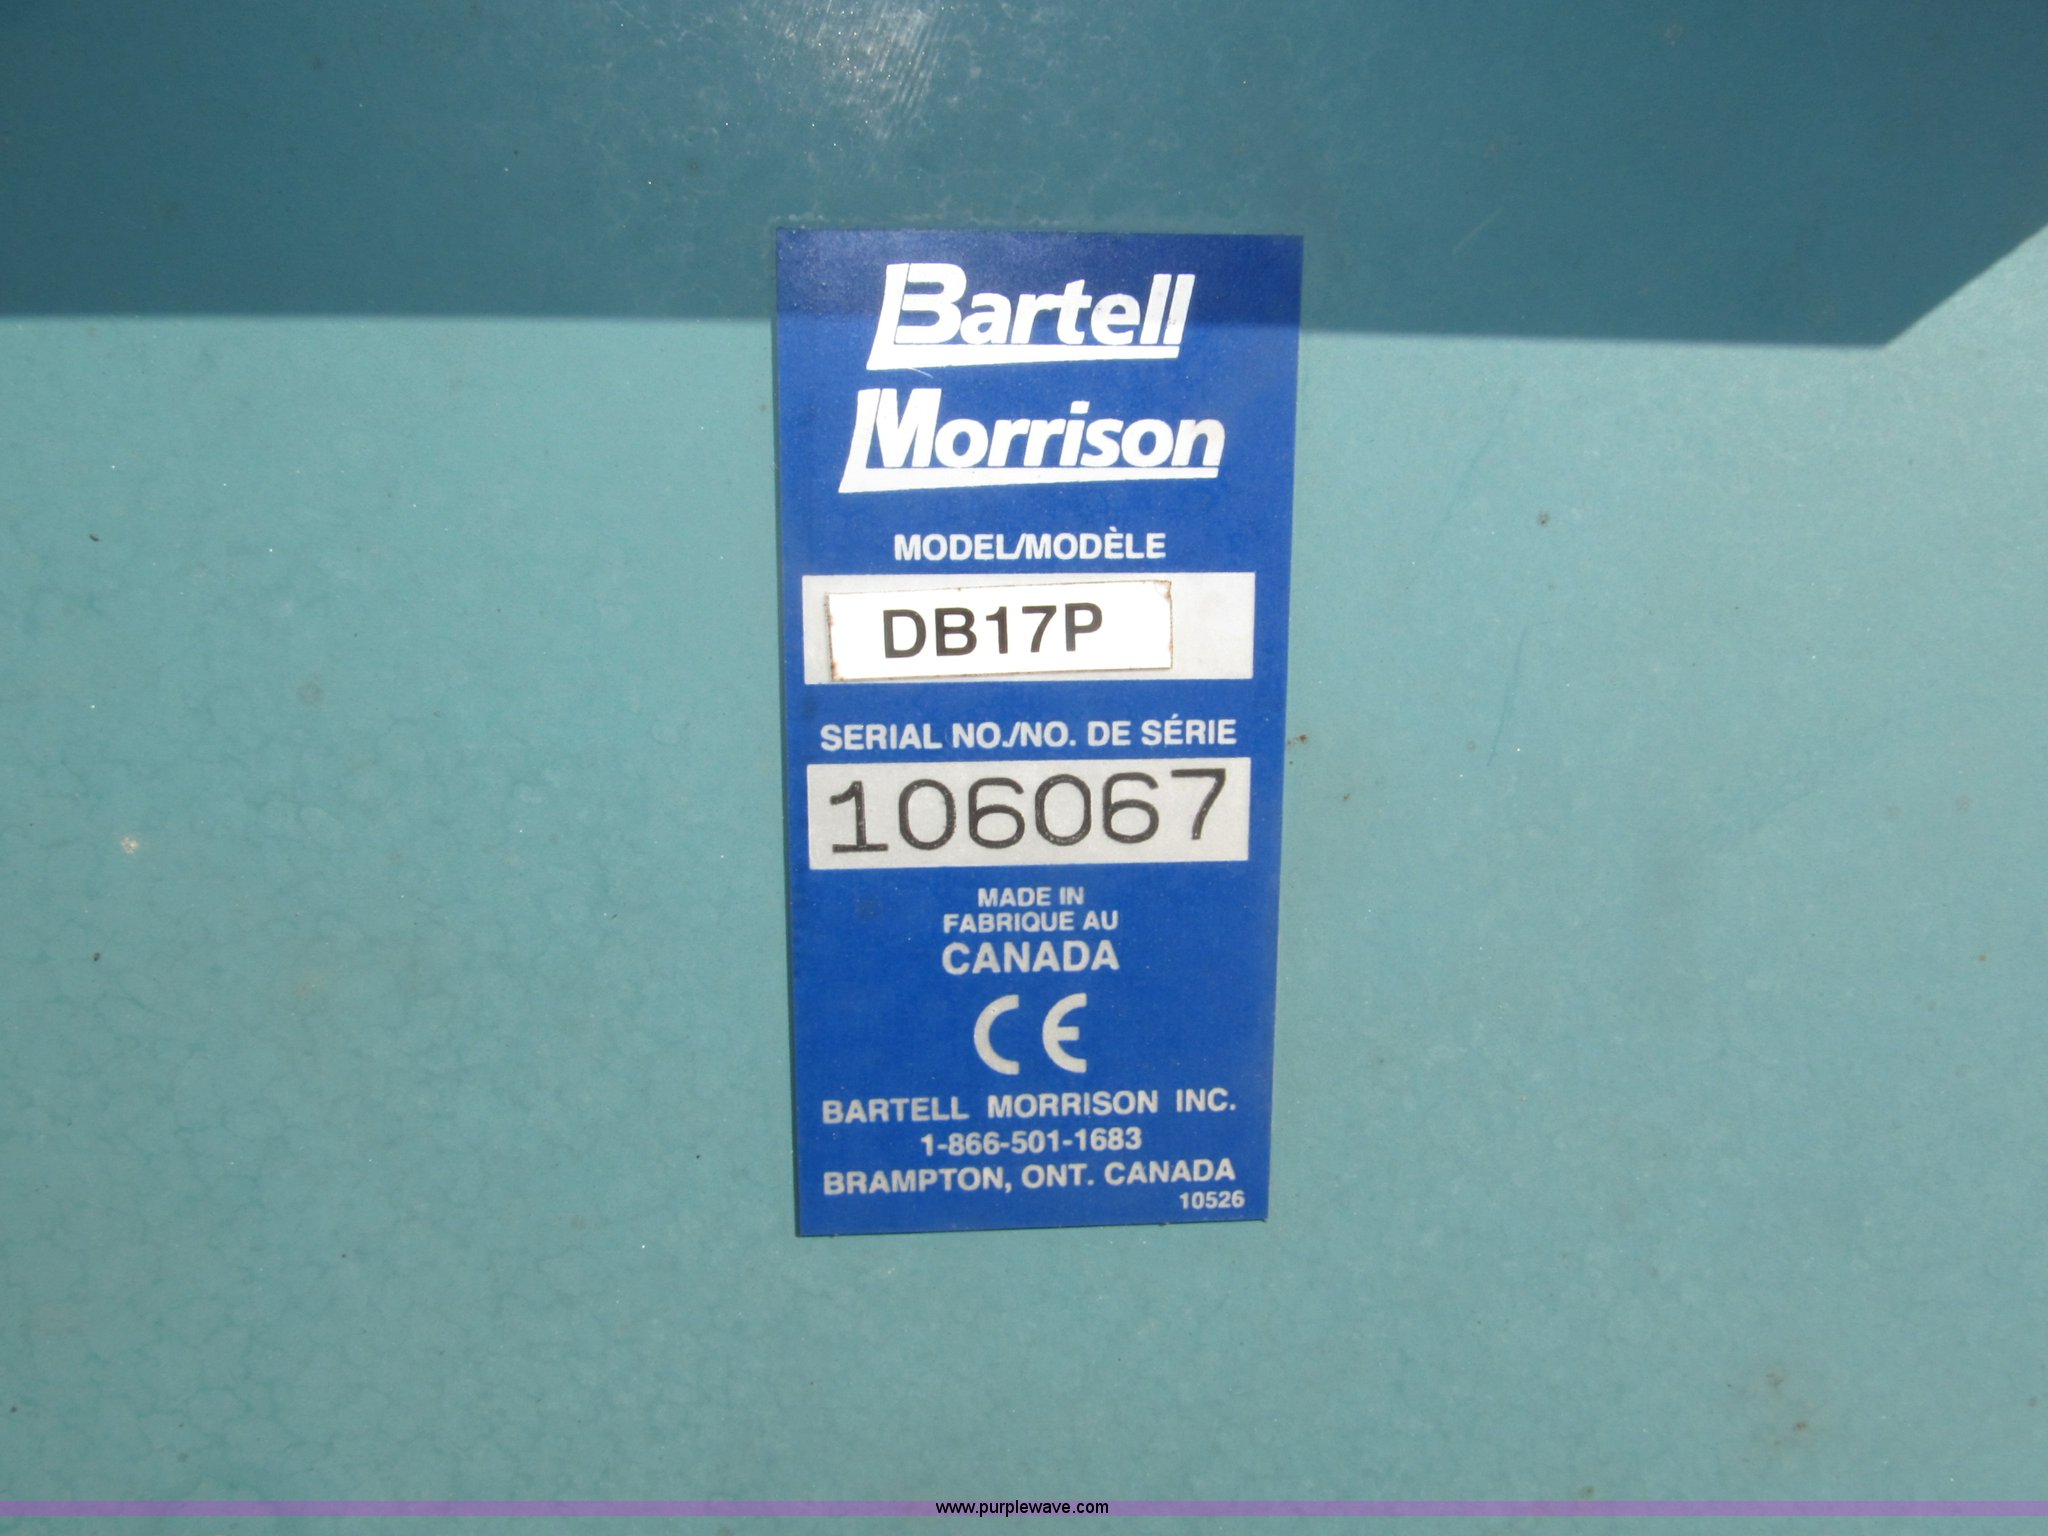 Bartell
Morrison
MODEL/MODÈLE
DB17P
SERIAL NO./NO. DE SÉRIE
106067
MADE IN
FABRIQUE AU
CANADA
CE
BARTELL MORRISON INC.
1-866-501-1683
BRAMPTON, ONT. CANADA
10526
www.purplewave.com